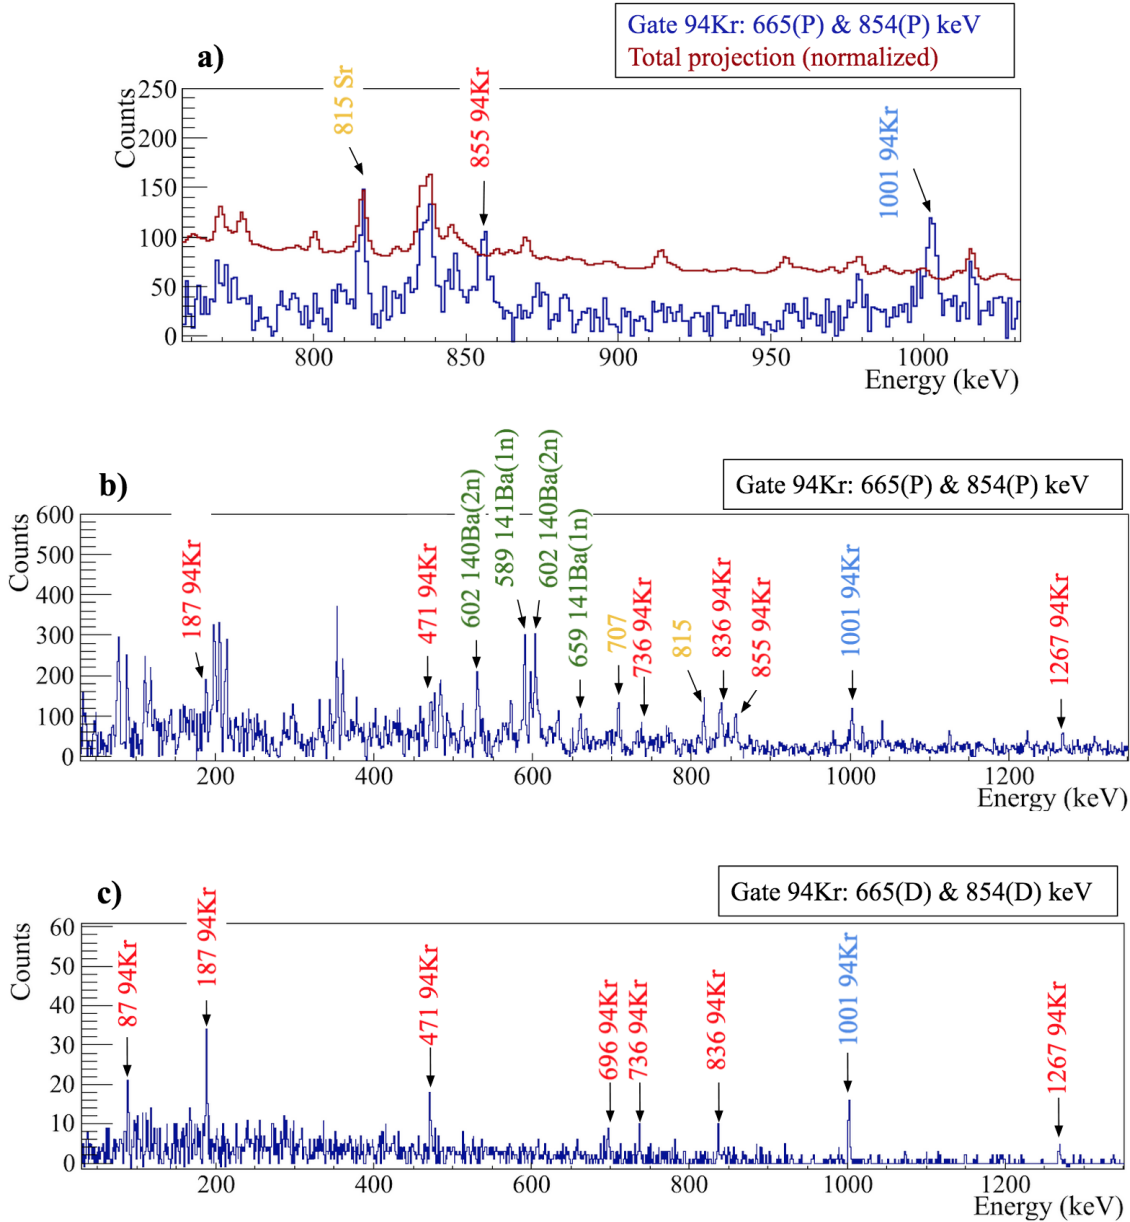 Gate 94Kr: 665(P) & 854(P) keV
Total projection (normalized)
a)
815 Sr
855 94Kr
1001 94Kr
Counts
250
200
150
100
50
0
800
850
900
950
1000
Energy (keV)
b)
Gate 94Kr: 665(P) & 854(P) keV
Counts
600
500
400
300
200
100
0
187 94Kr
471 94Kr
602 140Ba(2n)
589 141Ba(1n)
602 140Ba(2n)
659 141Ba(1n)
707
736 94Kr
815
836 94Kr
855 94Kr
1001 94Kr
1267 94Kr
200
400
600
800
1000
1200
Energy (keV)
c)
Gate 94Kr: 665(D) & 854(D) keV
Counts
60
50
40
30
20
10
0
87 94Kr
187 94Kr
471 94Kr
696 94Kr
736 94Kr
836 94Kr
1001 94Kr
1267 94Kr
200
400
600
800
1000
1200
Energy (keV)